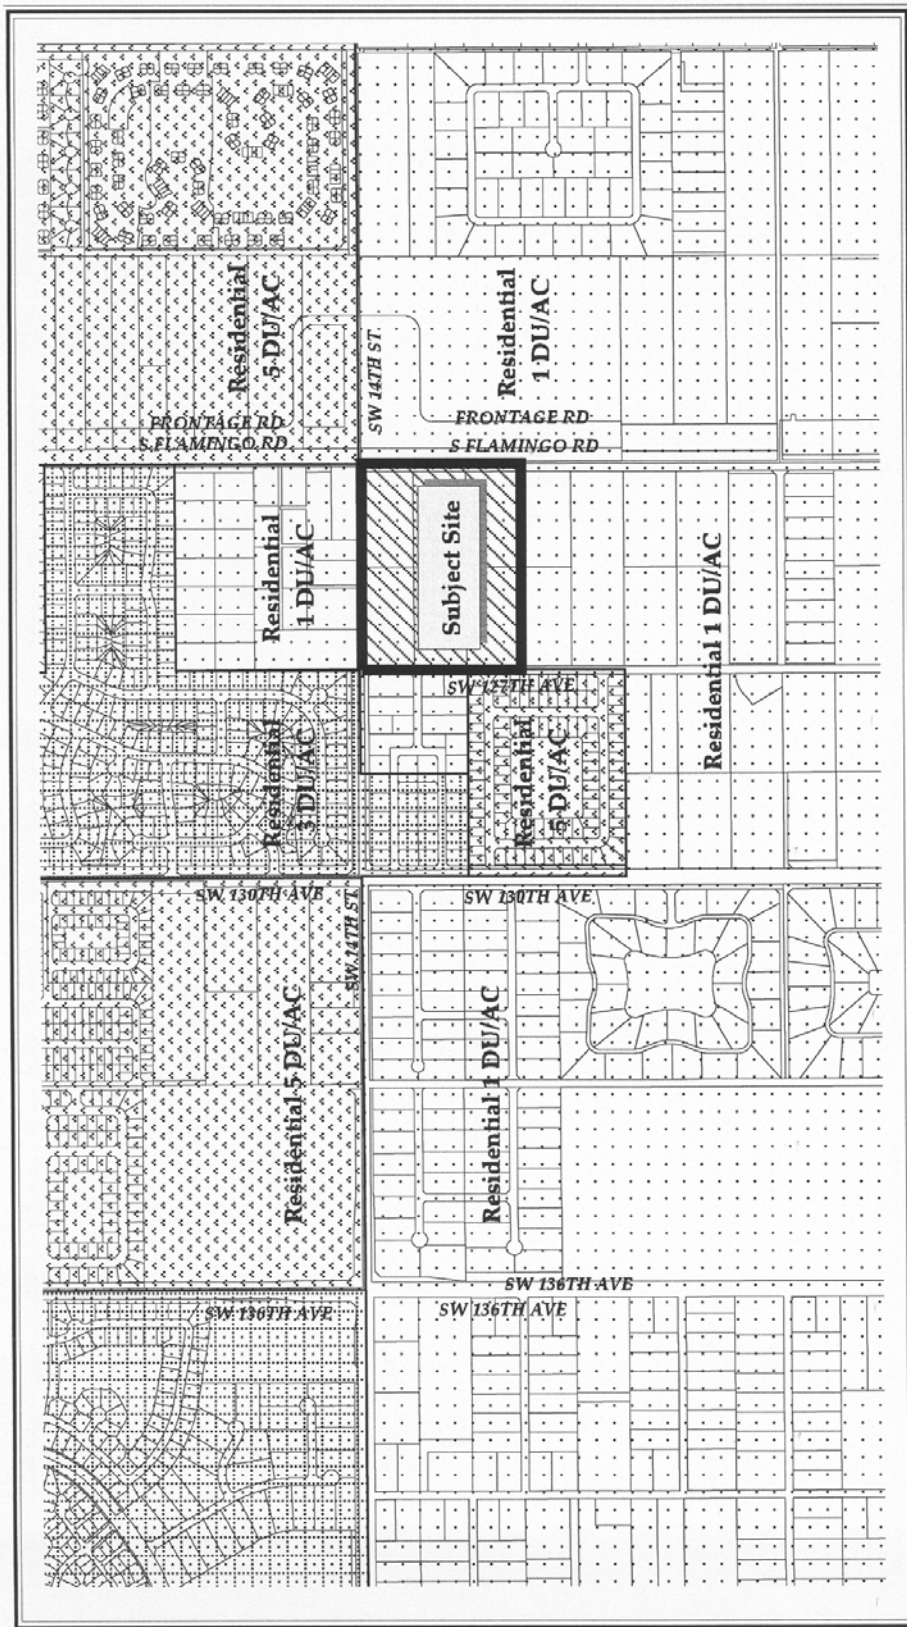 Residential
5 DU/AC
Residential
1 DU/AC
SW 14TH ST
FRONTAGE RD
S FLAMINGO RD
FRONTAGE RD
S FLAMINGO RD
Residential
1 DU/AC
Subject Site
Residential 1 DU/AC
SW 127TH AVE
Residential
3 DU/AC
Residential
5 DU/AC
SW 130TH AVE
SW 14TH ST
SW 130TH AVE
Residential 5 DU/AC
Residential 1 DU/AC
SW 136TH AVE
SW 136TH AVE
SW 136TH AVE